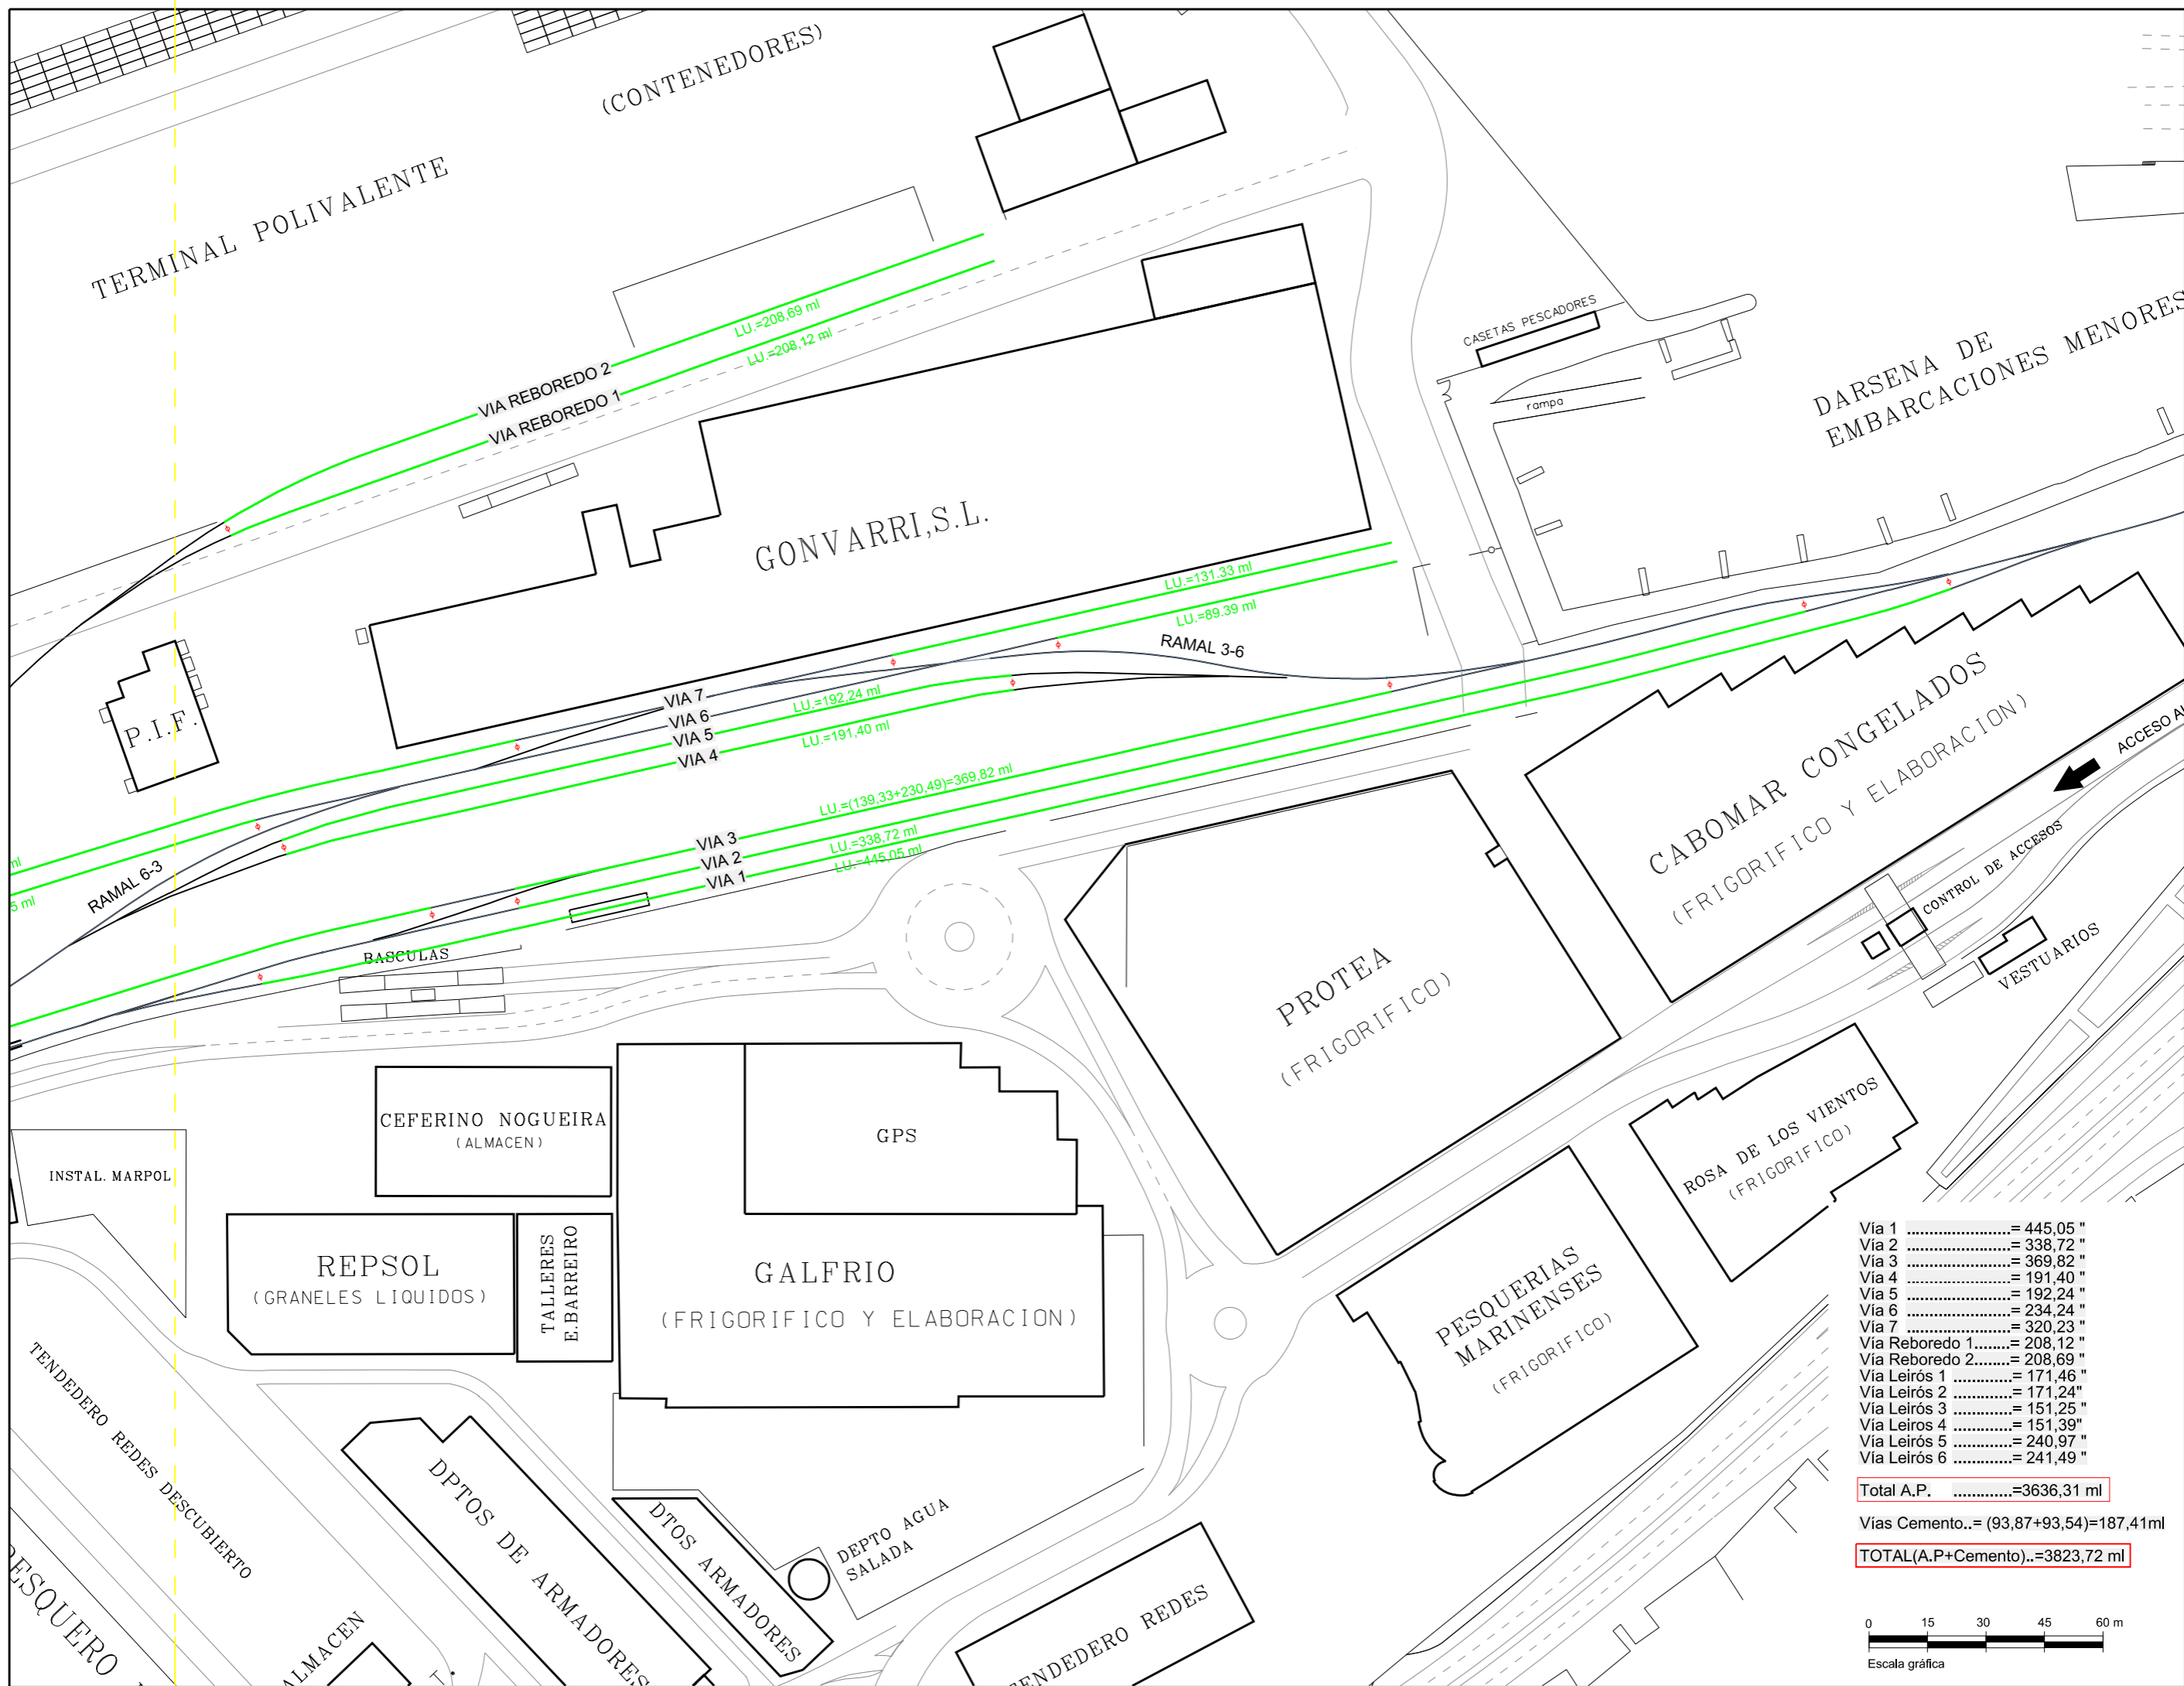 (CONTENEDORES)
TERMINAL POLIVALENTE
LU.=208,69 ml
LU.=208,12 ml
VIA REBOREDO 2
VIA REBOREDO 1
CASETAS PESCADORES
rampa
DARSENA DE
EMBARCACIONES MENORES
GONVARRI,S.L.
LU.=131.33 ml
LU.=89.39 ml
RAMAL 3-6
P.I.F.
VIA 7
VIA 6
VIA 5
VIA 4
LU.=192,24 ml
LU.=191,40 ml
LU.=(139,33+230,49)=369,82 ml
LU.=338,72 ml
LU.=445,05 ml
VIA 3
VIA 2
VIA 1
ml
5 ml
RAMAL 6-3
BASCULAS
CABOMAR CONGELADOS
(FRIGORIFICO Y ELABORACION)
ACCESO
CONTROL DE ACCESOS
VESTUARIOS
PROTEA
(FRIGORIFICO)
CEFERINO NOGUEIRA
(ALMACEN)
GPS
INSTAL. MARPOL
REPSOL
(GRANELES LIQUIDOS)
TALLERES
E.BARREIRO
GALFRIO
(FRIGORIFICO Y ELABORACION)
ROSA DE LOS VIENTOS
(FRIGORIFICO)
PESQUERIAS
MARINENSES
(FRIGORIFICO)
TENDEDERO REDES DESCUBIERTO
DPTOS DE ARMADORES
DTOS ARMADORES
DEPTO AGUA
SALADA
ENDEDERO REDES
ESQUERO
ALMACEN
Vía 1 ......................= 445,05 "
Vía 2 ......................= 338,72 "
Vía 3 ......................= 369,82 "
Vía 4 ......................= 191,40 "
Vía 5 ......................= 192,24 "
Vía 6 ......................= 234,24 "
Vía 7 ......................= 320,23 "
Vía Reboredo 1.......= 208,12 "
Vía Reboredo 2.......= 208,69 "
Vía Leirós 1 ............= 171,46 "
Vía Leirós 2 ............= 171,24"
Vía Leirós 3 ............= 151,25 "
Vía Leiros 4 ............= 151,39"
Vía Leirós 5 ............= 240,97 "
Vía Leirós 6 ............= 241,49 "
Total A.P. ............=3636,31 ml
Vías Cemento..= (93,87+93,54)=187,41ml
TOTAL(A.P+Cemento)..=3823,72 ml
0 15 30 45 60 m
Escala gráfica